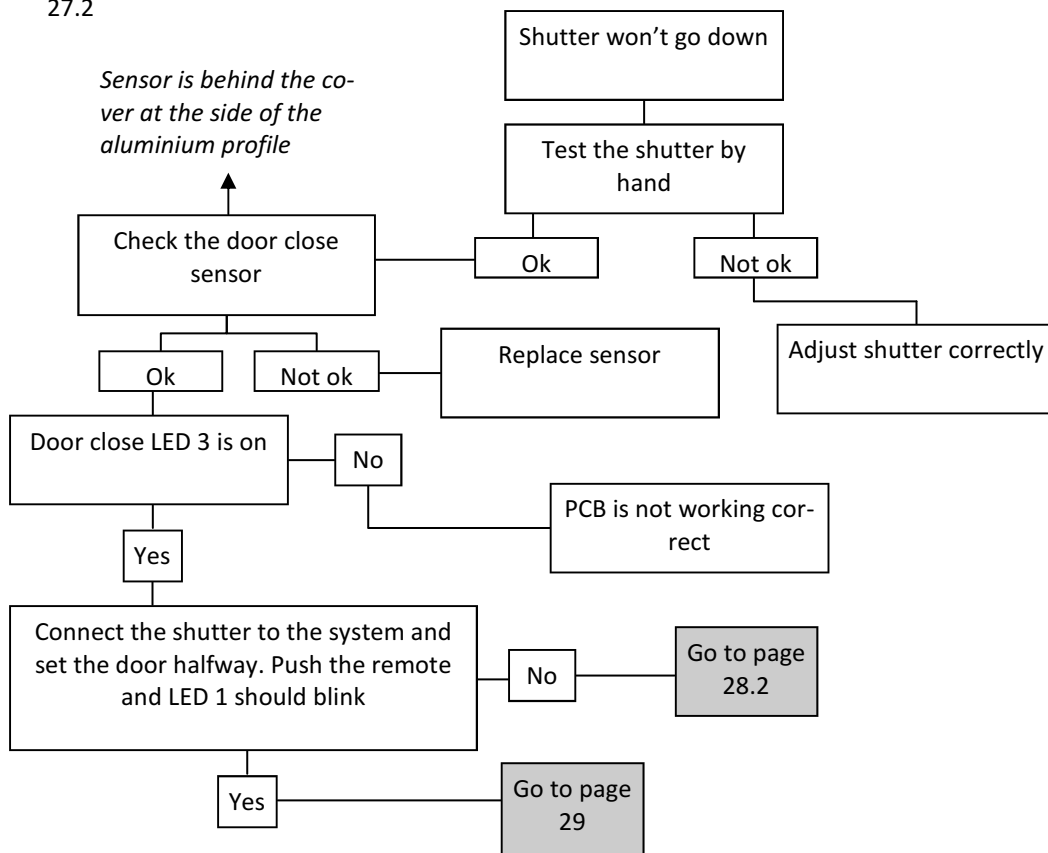 27.2
Shutter won’t go down
Sensor is behind the co-
ver at the side of the
aluminium profile
Test the shutter by
hand
Check the door close
sensor
Ok
Not ok
Ok
Not ok
Replace sensor
Adjust shutter correctly
Door close LED 3 is on
No
PCB is not working cor-
rect
Yes
Connect the shutter to the system and
set the door halfway. Push the remote
and LED 1 should blink
No
Go to page
28.2
Yes
Go to page
29